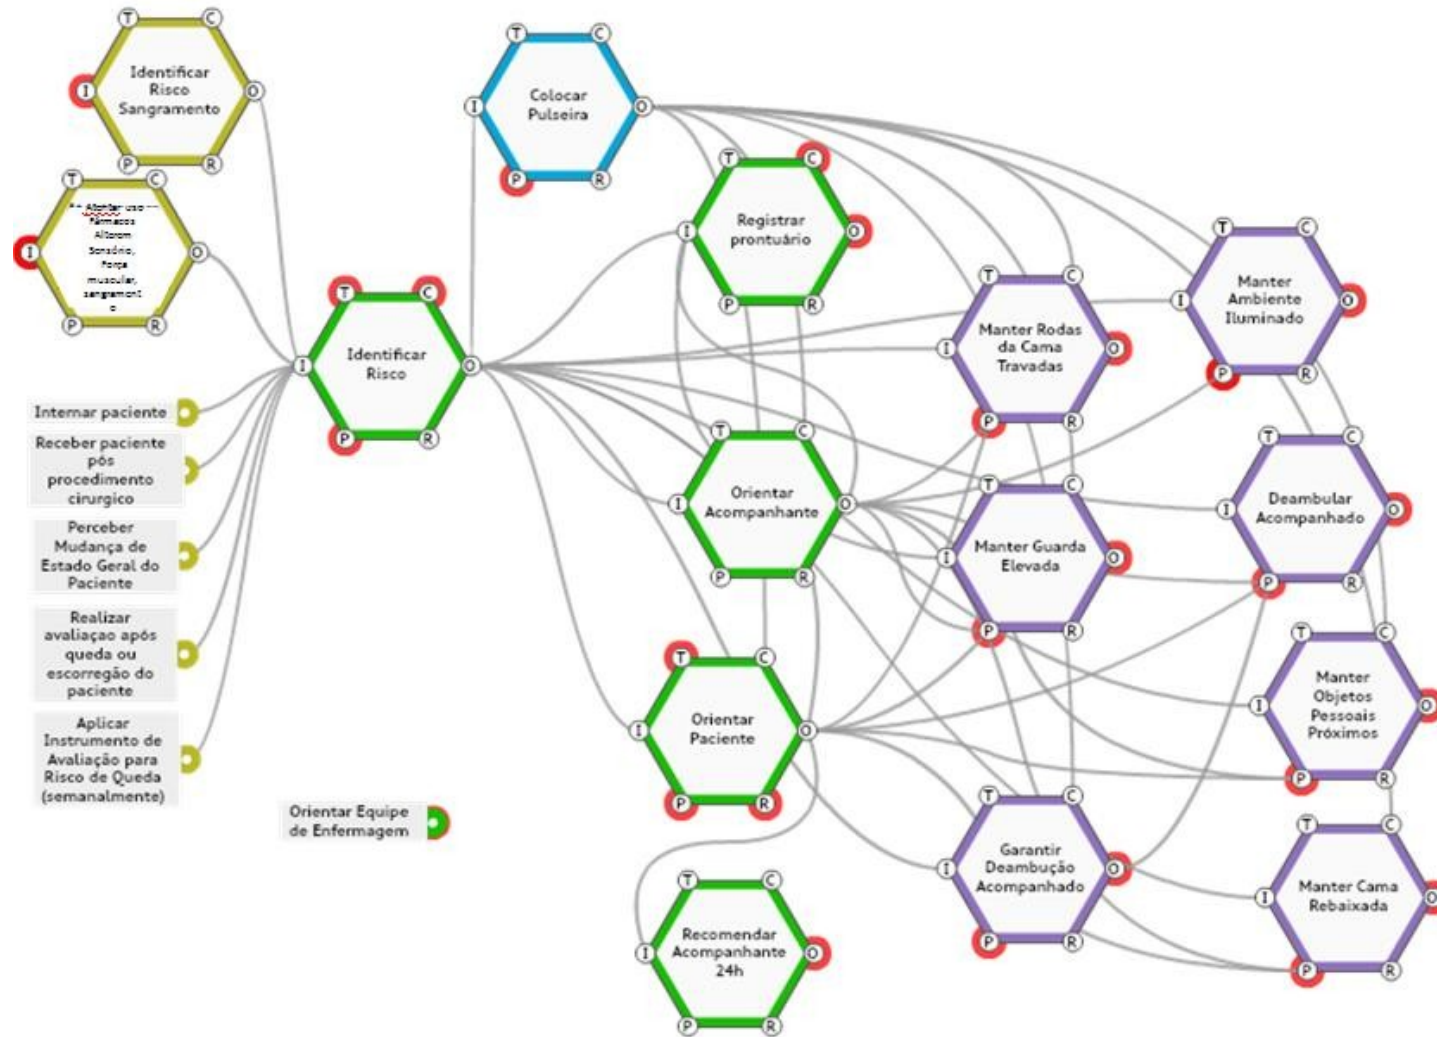 T C
Identificar
Risco
I O
Sangramento
P R
T C
uso
Fármacos
Alteram
Sensório,
I O
Força
muscular,
sangrament
o
P R
Internar paciente
Receber paciente
pós
procedimento
cirurgico
Perceber
Mudança de
Estado Geral do
Paciente
Realizar
avaliaçao após
queda ou
escorregão do
paciente
Aplicar
Instrumento de
Avaliação para
Risco de Queda
(semanalmente)
T C
Identificar
I O
Risco
P R
Orientar Equipe
de Enfermagem
T C
Colocar
I O
Pulseira
P R
T C
Registrar
I O
prontuário
P R
T C
Orientar
I O
Acompanhante
P R
T C
Orientar
I O
Paciente
P R
T C
Recomendar
I Acompanhante O
24h
P R
T C
Manter Rodas
I da Cama O
Travadas
P R
T C
Manter Guarda
I O
Elevada
P R
T C
Garantir
I Deambução O
Acompanhado
P R
T C
Manter
I Ambiente O
Iluminado
P R
T C
Deambular
I O
Acompanhado
P R
T C
Manter
Objetos
I O
Pessoais
Próximos
P R
T C
Manter Cama
I O
Rebaixada
P R